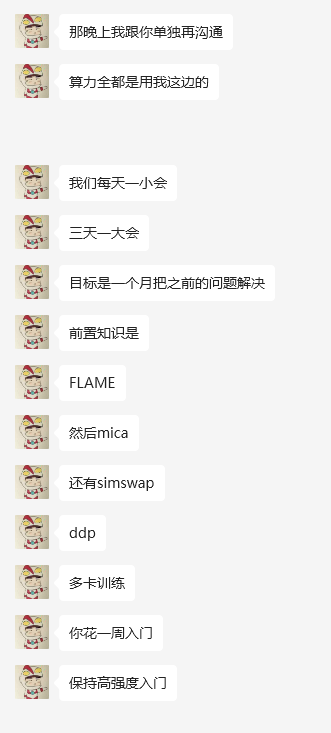 那晚上我跟你单独再沟通
算力全都是用我这边的
我们每天一小会
三天一大会
目标是一个月把之前的问题解决
前置知识是
FLAME
然后mica
还有simswap
ddp
多卡训练
你花一周入门
保持高强度入门